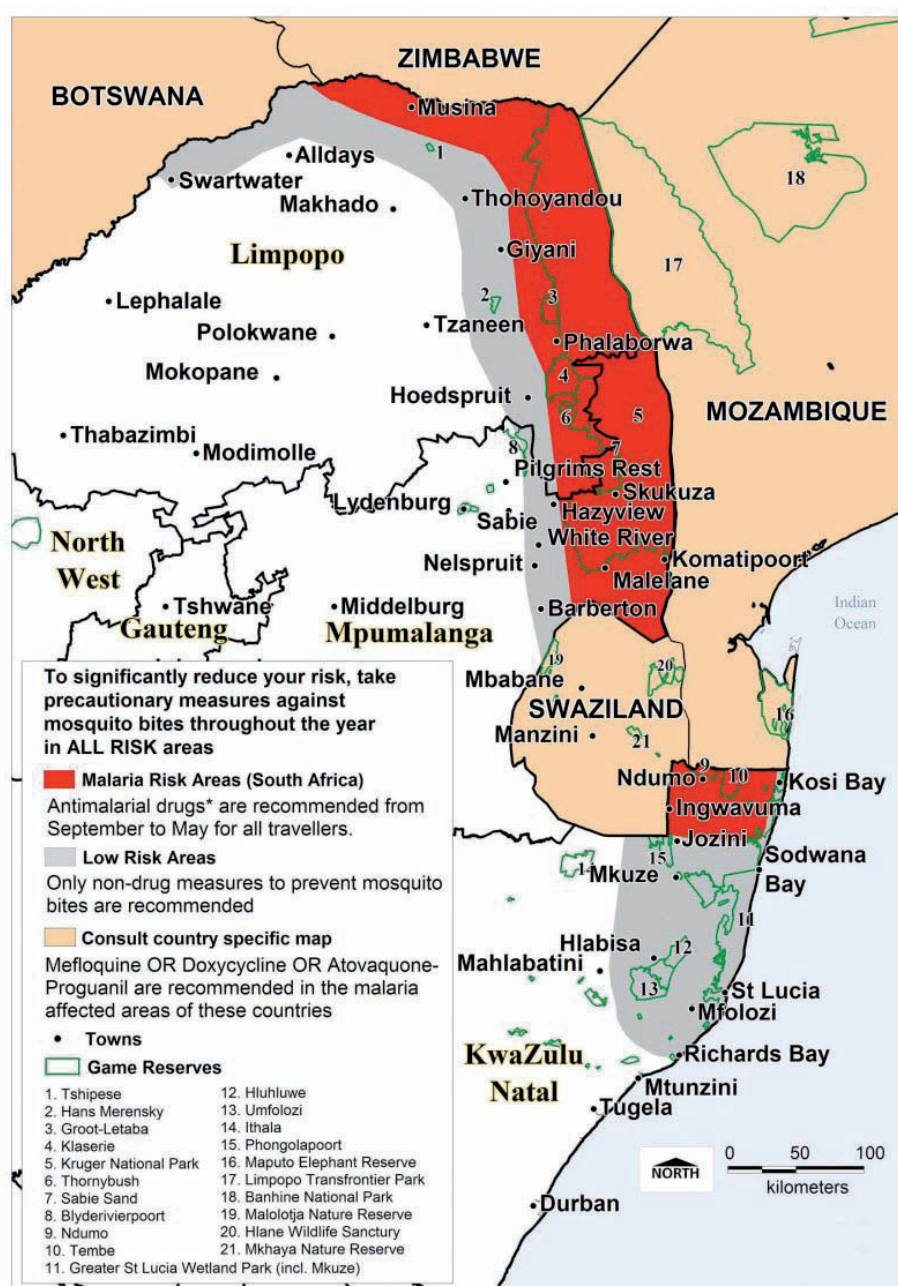 ZIMBABWE
BOTSWANA
Musina
1
Alldays
18
Swartwater
Thohoyandou
Makhado
Giyani
Limpopo
17
Lephalale
2
3
Tzaneen
Polokwane
Phalaborwa
Mokopane
4
Hoedspruit
5
MOZAMBIQUE
6
Thabazimbi
8
7
Modimolle
Pilgrims Rest
Lydenburg
Skukuza
Sabie
Hazyview
North
West
White River
Nelspruit
Komatipoort
Malelane
Tshwane
Middelburg
Barberton
Indian
Ocean
Gauteng
Mpumalanga
19
20
Mbabane
SWAZILAND
16
Manzini
21
9
Ndumo
10
Kosi Bay
Ingwavuma
Jozini
15
Sodwana
Bay
Mkuze
11
Hlabisa
12
Mahlabatini
13
St Lucia
Mfolozi
KwaZulu
Natal
Richards Bay
Mtunzini
Tugela
Durban
NORTH
0 50 100
kilometers
To significantly reduce your risk, take
precautionary measures against
mosquito bites throughout the year
in ALL RISK areas
Malaria Risk Areas (South Africa)
Antimalarial drugs* are recommended from
September to May for all travellers.
Low Risk Areas
Only non-drug measures to prevent mosquito
bites are recommended
Consult country specific map
Mefloquine OR Doxycycline OR Atovaquone-
Proguanil are recommended in the malaria
affected areas of these countries
Towns
Game Reserves
1. Tshipese
2. Hans Merensky
3. Groot-Letaba
4. Klaserie
5. Kruger National Park
6. Thornybush
7. Sabie Sand
8. Blyderivierpoort
9. Ndumo
10. Tembe
11. Greater St Lucia Wetland Park (incl. Mkuze)
12. Hluhluwe
13. Umfolozi
14. Ithala
15. Phongolapoort
16. Maputo Elephant Reserve
17. Limpopo Transfrontier Park
18. Banhine National Park
19. Malolotja Nature Reserve
20. Hlane Wildlife Sanctury
21. Mkhaya Nature Reserve